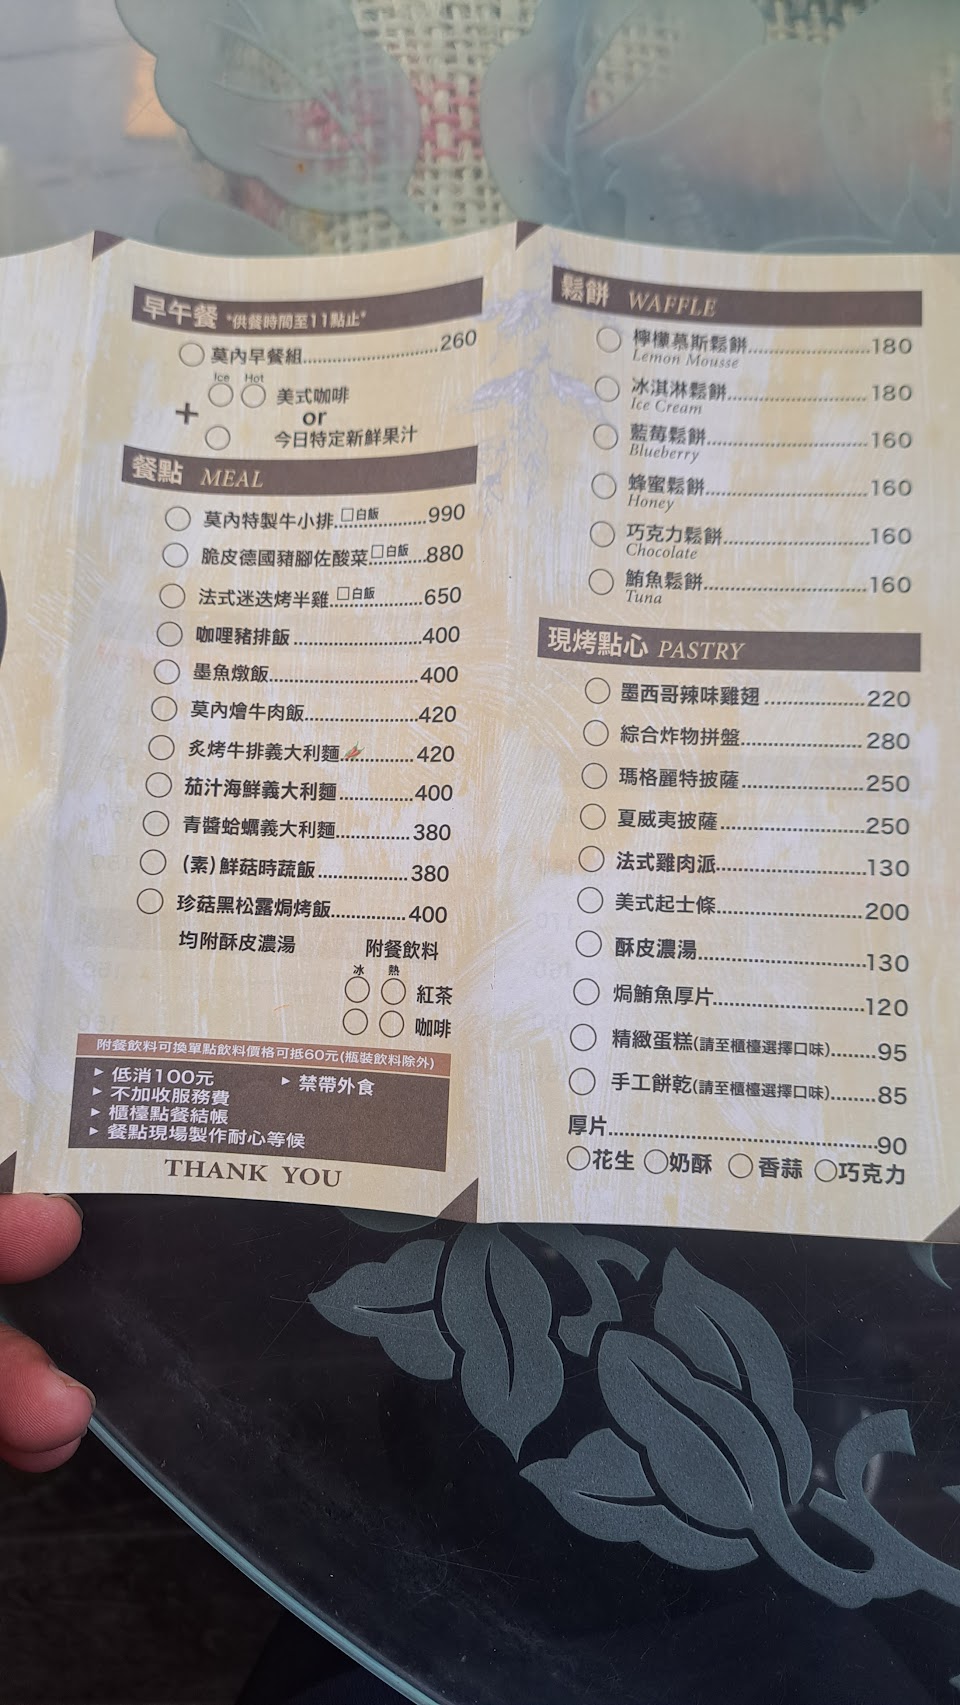 早午餐 *供餐時間至11點止*
莫內早餐組 260
Ice Hot
美式咖啡
+ or
今日特定新鮮果汁
餐點 MEAL
莫內特製牛小排 □白飯 990
脆皮德國豬腳佐酸菜 □白飯 880
法式迷迭烤半雞 □白飯 650
咖哩豬排飯 400
墨魚燉飯 400
莫內燴牛肉飯 420
炙烤牛排義大利麵 420
茄汁海鮮義大利麵 400
青醬蛤蠣義大利麵 380
(素)鮮菇時蔬飯 380
珍菇黑松露焗烤飯 400
均附酥皮濃湯 附餐飲料
冰 熱
紅茶
咖啡
附餐飲料可換單點飲料價格可抵60元(瓶裝飲料除外)
▸ 低消100元 ▸ 禁帶外食
▸ 不加收服務費
▸ 櫃檯點餐結帳
▸ 餐點現場製作耐心等候
THANK YOU
鬆餅 WAFFLE
檸檬慕斯鬆餅 180
Lemon Mousse
冰淇淋鬆餅 180
Ice Cream
藍莓鬆餅 160
Blueberry
蜂蜜鬆餅 160
Honey
巧克力鬆餅 160
Chocolate
鮪魚鬆餅 160
Tuna
現烤點心 PASTRY
墨西哥辣味雞翅 220
綜合炸物拼盤 280
瑪格麗特披薩 250
夏威夷披薩 250
法式雞肉派 130
美式起士條 200
酥皮濃湯 130
焗鮪魚厚片 120
精緻蛋糕(請至櫃檯選擇口味) 95
手工餅乾(請至櫃檯選擇口味) 85
厚片 90
花生 奶酥 香蒜 巧克力